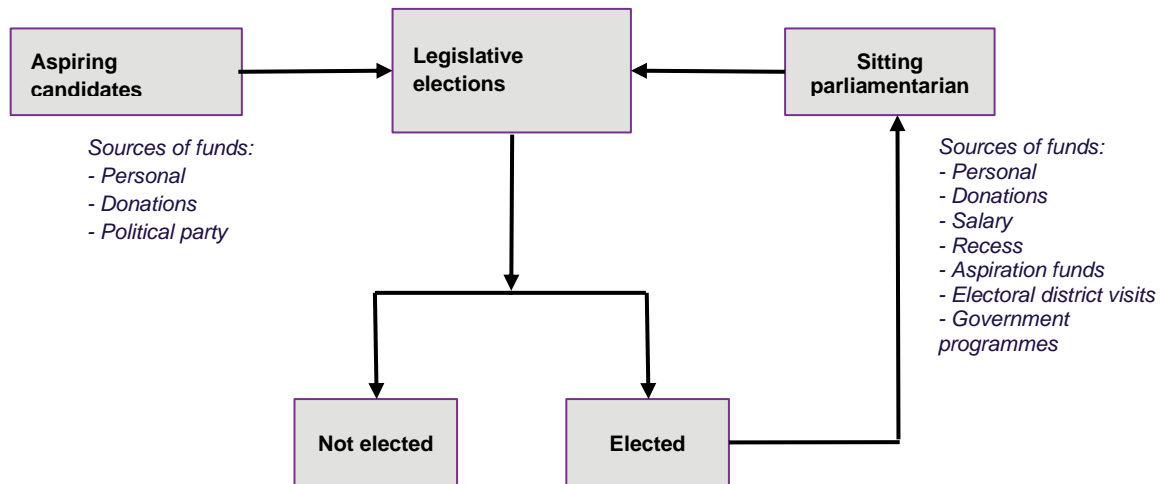 Aspiring
candidates
Legislative
elections
Sitting
parliamentarian
Sources of funds:
- Personal
- Donations
- Political party
Sources of funds:
- Personal
- Donations
- Salary
- Recess
- Aspiration funds
- Electoral district visits
- Government
programmes
Not elected
Elected